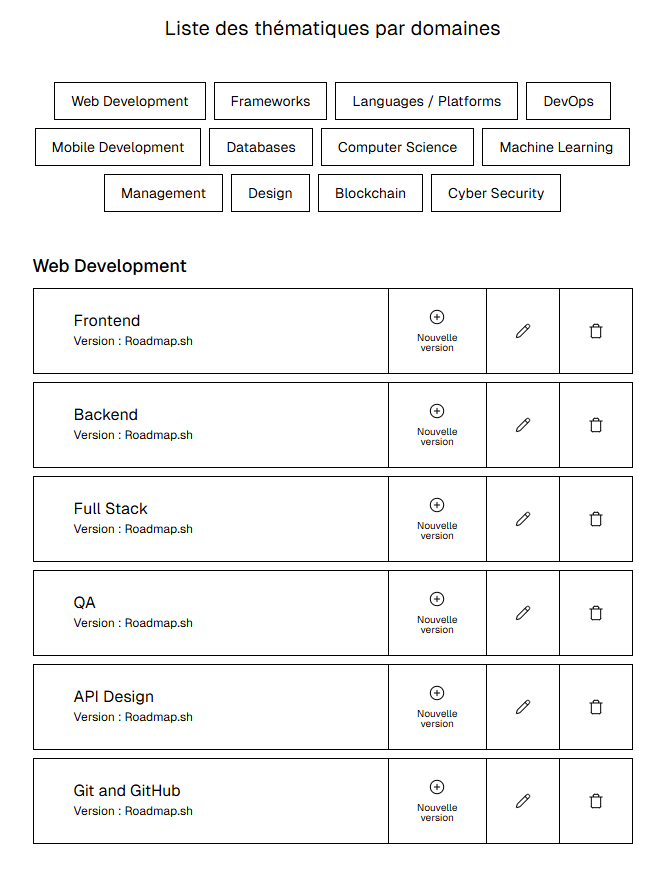 Liste des thématiques par domaines
Web Development
Frameworks
Languages / Platforms
DevOps
Mobile Development
Databases
Computer Science
Machine Learning
Management
Design
Blockchain
Cyber Security
Web Development
Frontend
Version : Roadmap.sh
Nouvelle
version
Backend
Version : Roadmap.sh
Nouvelle
version
Full Stack
Version : Roadmap.sh
Nouvelle
version
QA
Version : Roadmap.sh
Nouvelle
version
API Design
Version : Roadmap.sh
Nouvelle
version
Git and GitHub
Version : Roadmap.sh
Nouvelle
version